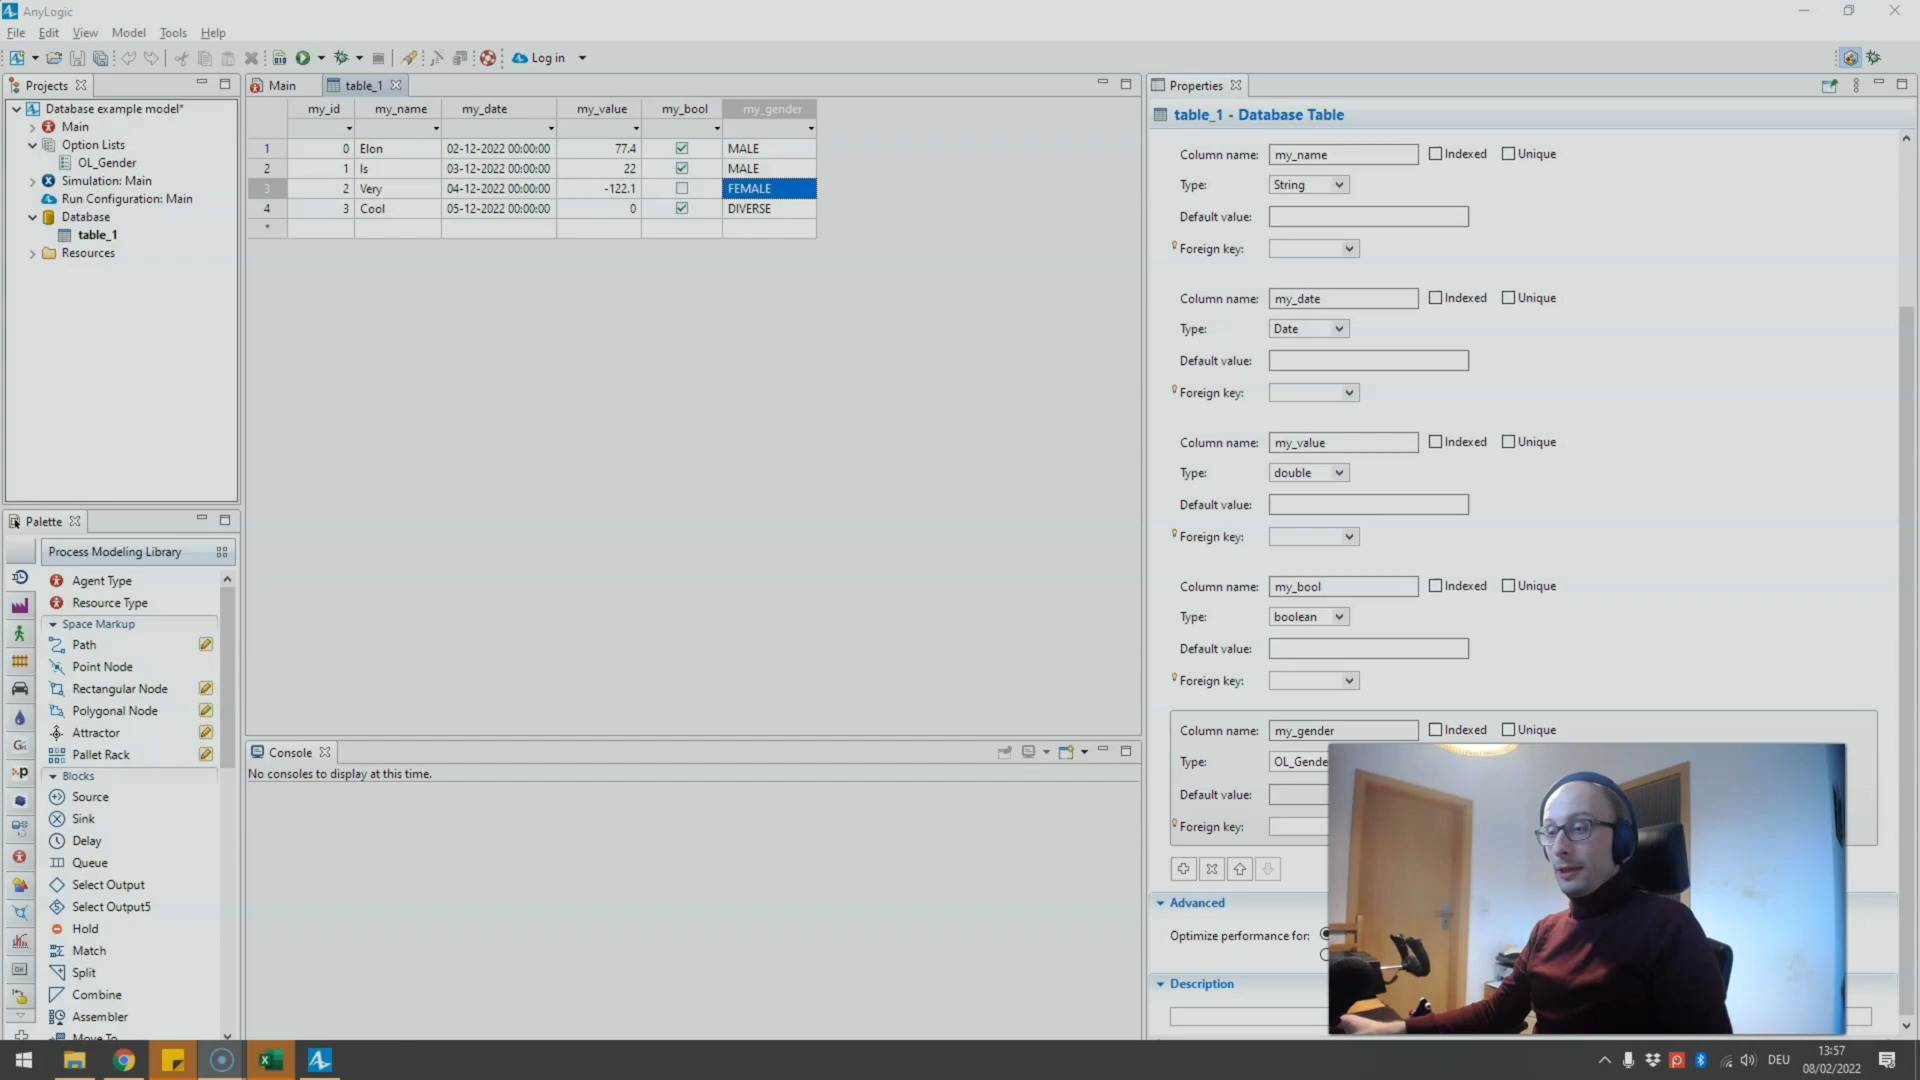 AnyLogic
File Edit View Model Tools Help
Log in
Projects
Database example model*
Main
Option Lists
OL_Gender
Simulation: Main
Run Configuration: Main
Database
table_1
Resources
Main table_1
my_id my_name my_date my_value my_bool my_gender
1 0 Elon 02-12-2022 00:00:00 77.4 MALE
2 1 Is 03-12-2022 00:00:00 22 MALE
3 2 Very 04-12-2022 00:00:00 -122.1 FEMALE
4 3 Cool 05-12-2022 00:00:00 0 DIVERSE
*
Palette
Process Modeling Library
Agent Type
Resource Type
Space Markup
Path
Point Node
Rectangular Node
Polygonal Node
Attractor
Pallet Rack
Blocks
Source
Sink
Delay
Queue
Select Output
Select Output5
Hold
Match
Split
Combine
Assembler
Move To
Console
No consoles to display at this time.
Properties
table_1 - Database Table
Column name: my_name Indexed Unique
Type: String
Default value:
Foreign key:
Column name: my_date Indexed Unique
Type: Date
Default value:
Foreign key:
Column name: my_value Indexed Unique
Type: double
Default value:
Foreign key:
Column name: my_bool Indexed Unique
Type: boolean
Default value:
Foreign key:
Column name: my_gender Indexed Unique
Type: OL_Gende
Default value:
Foreign key:
Advanced
Optimize performance for:
Description
DEU
13:57
08/02/2022